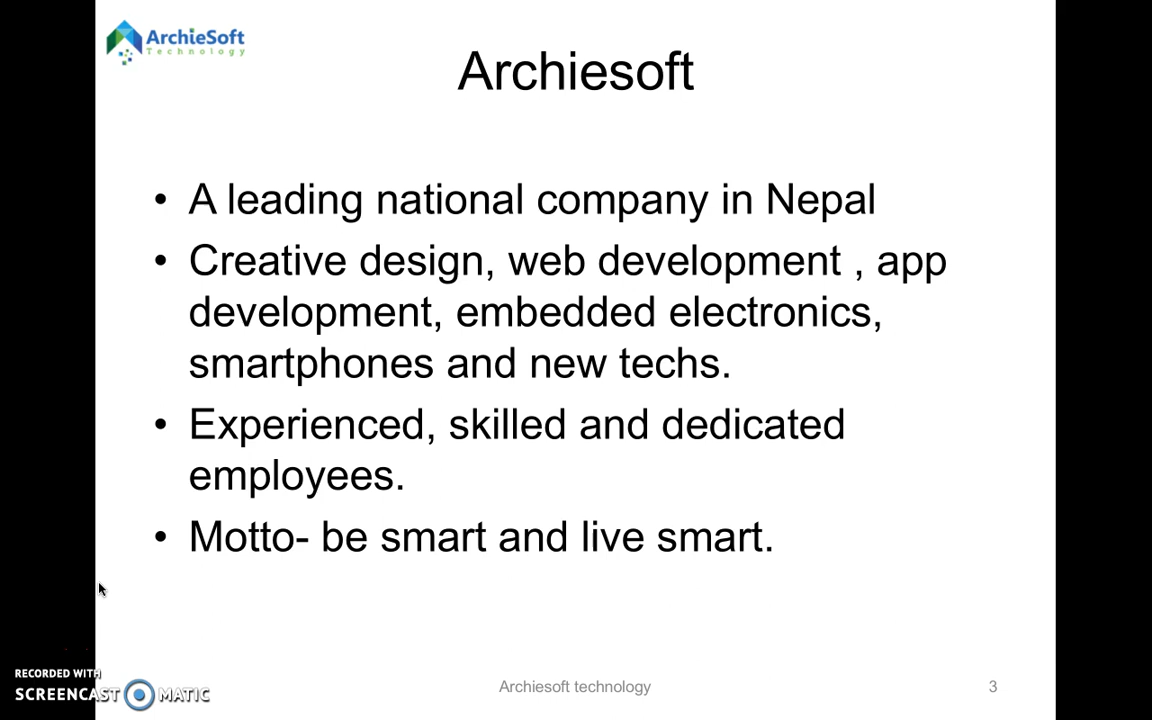 ArchieSoft
Technology
Archiesoft
• A leading national company in Nepal
• Creative design, web development , app
development, embedded electronics,
smartphones and new techs.
• Experienced, skilled and dedicated
employees.
• Motto- be smart and live smart.
RECORDED WITH
SCREENCAST MATIC
Archiesoft technology
3